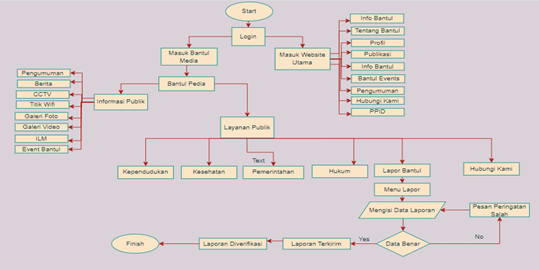 Start
Login
Masuk Bantul
Media
Masuk Website
Utama
Info Bantul
Tentang Bantul
Profil
Publikasi
Info Bantul
Bantul Events
Pengumuman
Hubungi Kami
PPID
Bantul Pedia
Informasi Publik
Pengumuman
Berita
CCTV
Titik Wifi
Galeri Foto
Galeri Video
ILM
Event Bantul
Layanan Publik
Text
Kependudukan
Kesehatan
Pemerintahan
Hukum
Lapor Bantul
Hubungi Kami
Menu Lapor
Mengisi Data Laporan
Pesan Peringatan
Salah
Data Benar
Yes
No
Laporan Terkirim
Laporan Diverifikasi
Finish